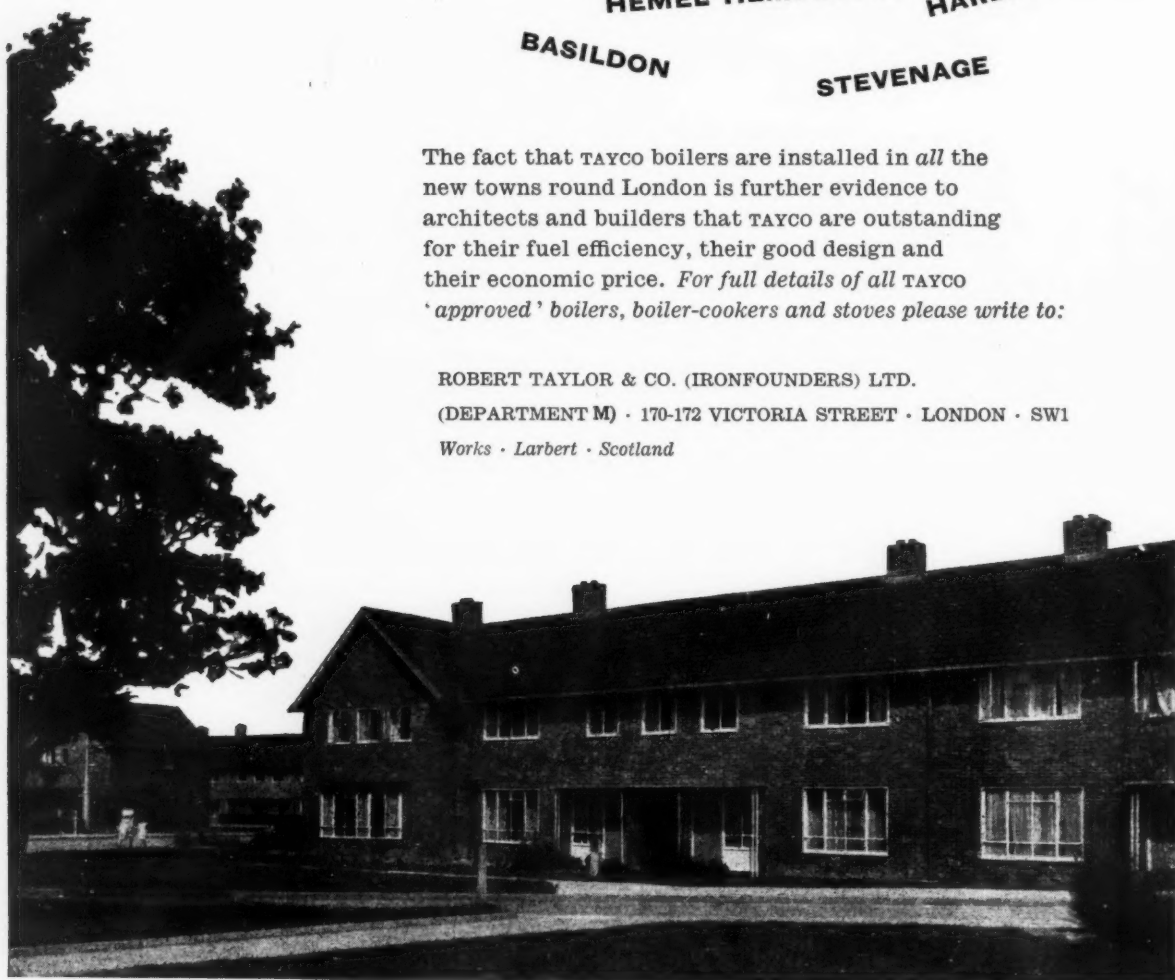 HEMEL
BASILDON
STEVENAGE
The fact that TAYCO boilers are installed in all the
new towns round London is further evidence to
architects and builders that TAYCO are outstanding
for their fuel efficiency, their good design and
their economic price. For full details of all TAYCO
‘approved’ boilers, boiler-cookers and stoves please write to:
ROBERT TAYLOR & CO. (IRONFOUNDERS) LTD.
(DEPARTMENT M) · 170-172 VICTORIA STREET · LONDON · SW1
Works · Larbert · Scotland